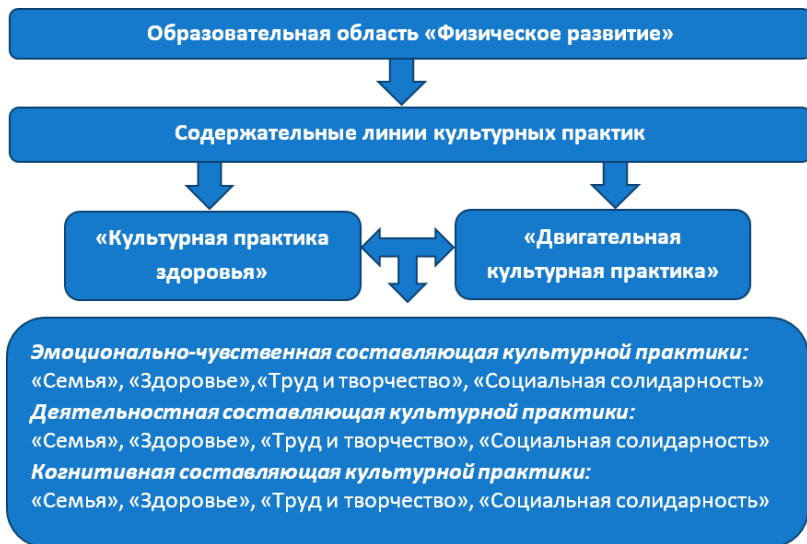 Образовательная область «Физическое развитие»
Содержательные линии культурных практик
«Культурная практика
здоровья»
«Двигательная
культурная практика»
Эмоционально-чувственная составляющая культурной практики:
«Семья», «Здоровье»,«Труд и творчество», «Социальная солидарность»
Деятельностная составляющая культурной практики:
«Семья», «Здоровье», «Труд и творчество», «Социальная солидарность»
Когнитивная составляющая культурной практики:
«Семья», «Здоровье», «Труд и творчество», «Социальная солидарность»